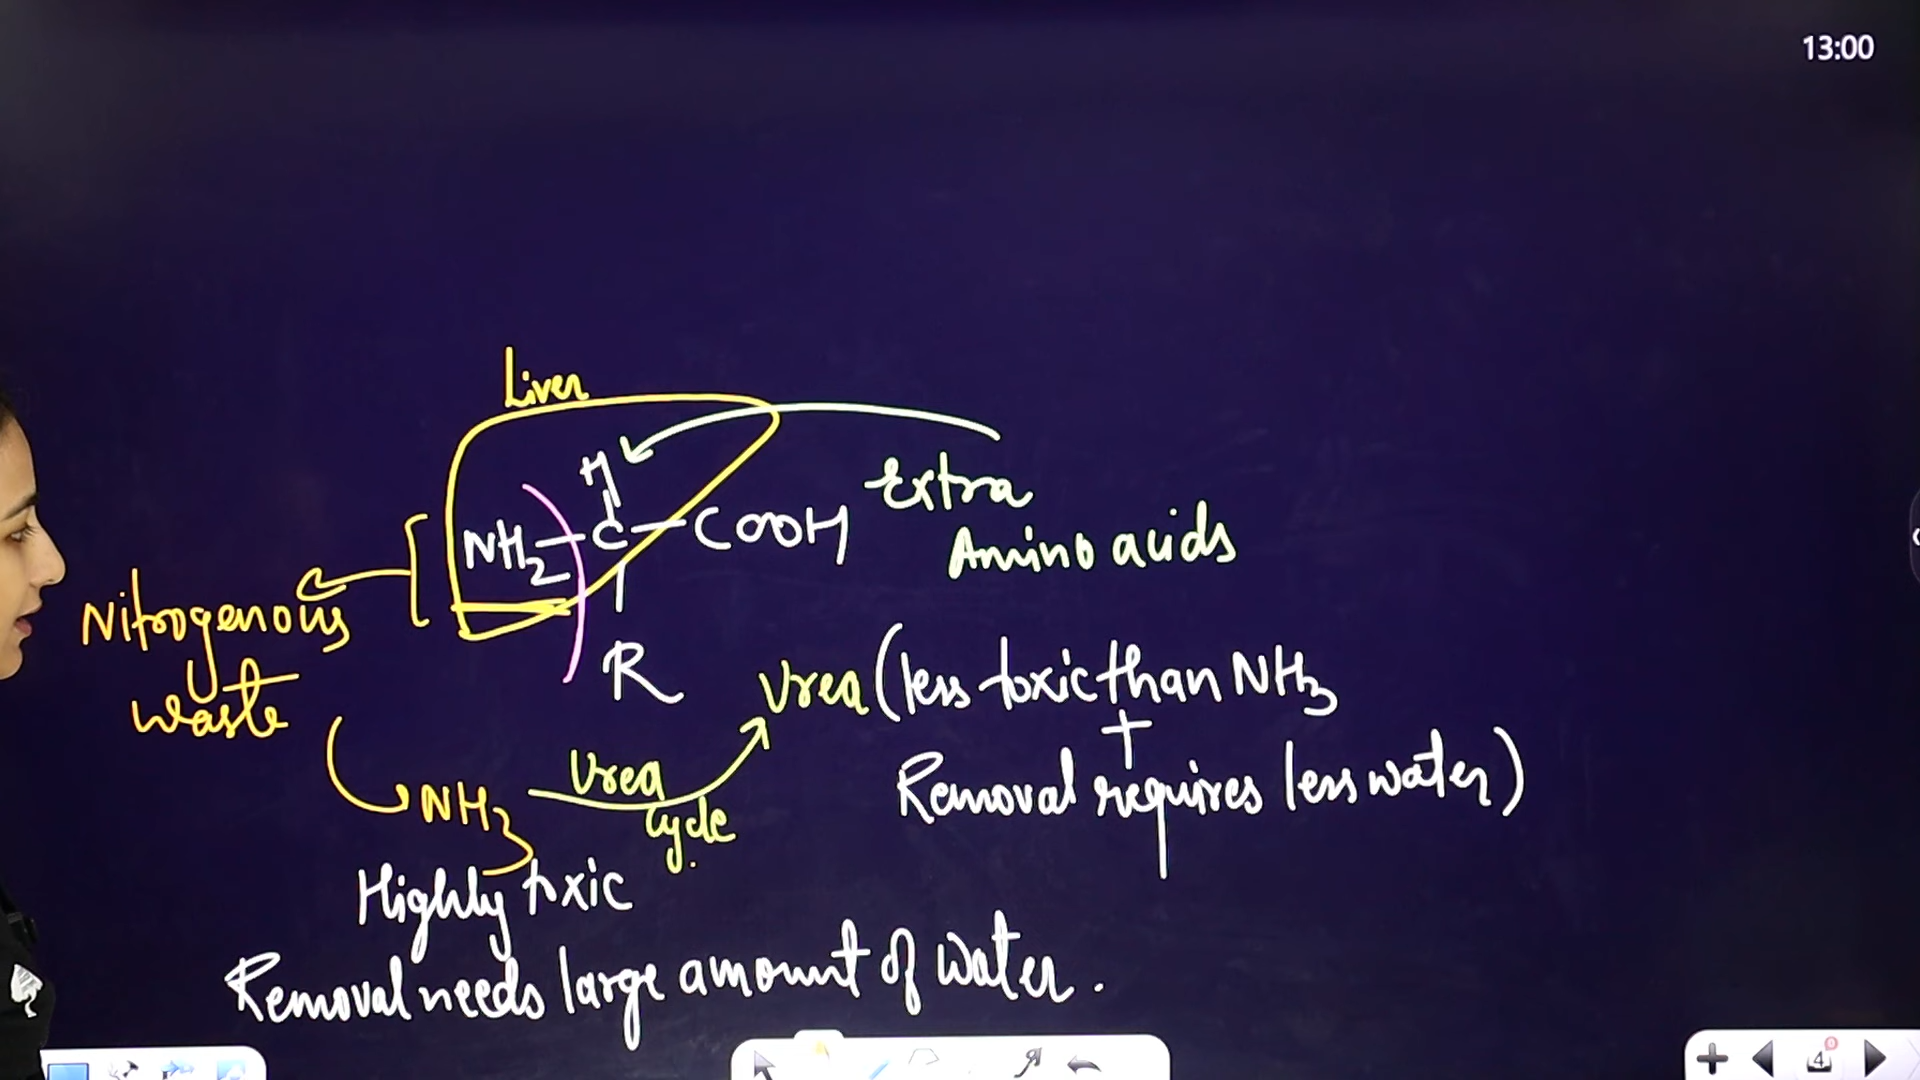 13:00
Liver
H
NH2 - C - COOH
R
Extra
Amino acids
Nitrogenous
waste
Urea (less toxic than NH3
+
Removal requires less water)
NH3
Urea
cycle
Highly toxic
Removal needs large amount of water.
4